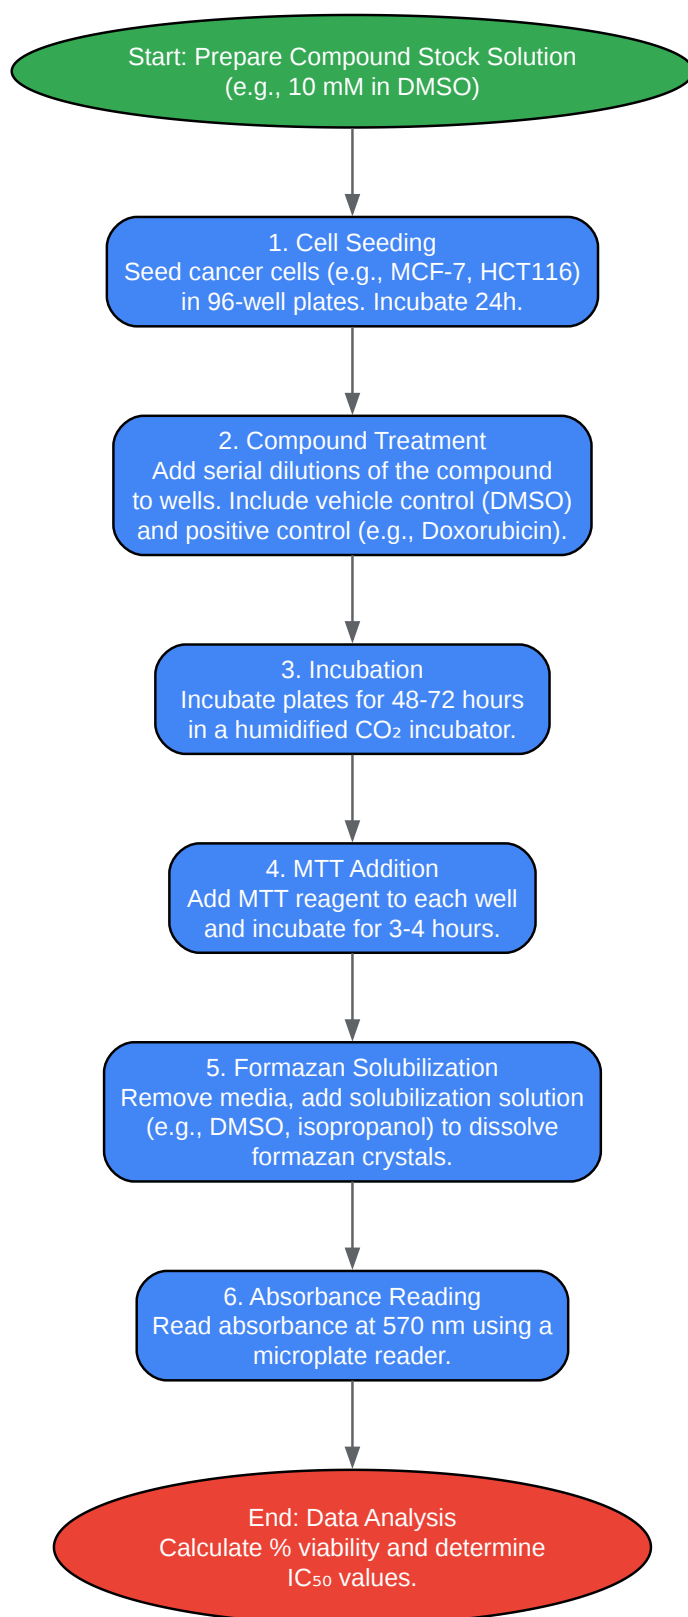 Start: Prepare Compound Stock Solution
(e.g., 10 mM in DMSO)
1. Cell Seeding
Seed cancer cells (e.g., MCF-7, HCT116)
in 96-well plates. Incubate 24h.
2. Compound Treatment
Add serial dilutions of the compound
to wells. Include vehicle control (DMSO)
and positive control (e.g., Doxorubicin).
3. Incubation
Incubate plates for 48-72 hours
in a humidified CO₂ incubator.
4. MTT Addition
Add MTT reagent to each well
and incubate for 3-4 hours.
5. Formazan Solubilization
Remove media, add solubilization solution
(e.g., DMSO, isopropanol) to dissolve
formazan crystals.
6. Absorbance Reading
Read absorbance at 570 nm using a
microplate reader.
End: Data Analysis
Calculate % viability and determine
IC₅₀ values.